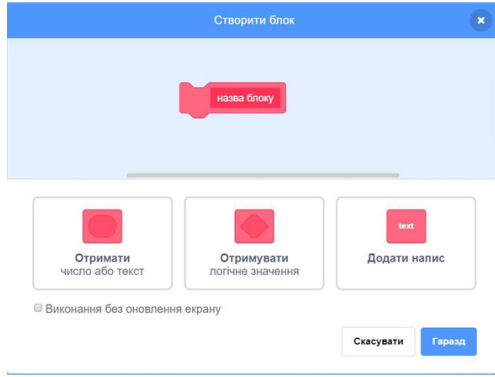 Створити блок
назва блоку
text
Отримати
число або текст
Отримувати
логічне значення
Додати напис
Виконання без оновлення екрану
Скасувати
Гаразд